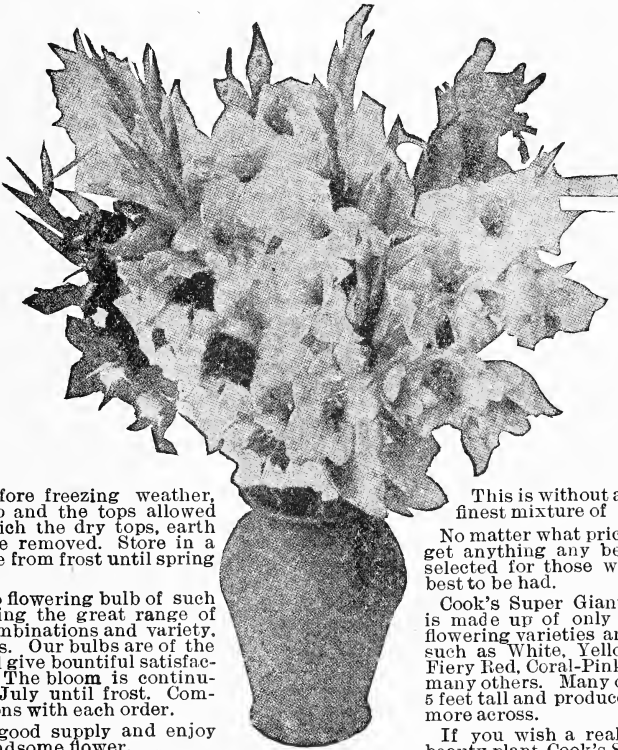 fore freezing weather,
and the tops allowed
ich the dry tops, earth
e removed. Store in a
e from frost until spring
flowering bulb of such
ing the great range of
mbinations and variety,
s. Our bulbs are of the
l give bountiful satisfac-
The bloom is continu-
July until frost. Com-
ons with each order.
good supply and enjoy
ndsome flower.
This is without a
finest mixture of
No matter what pric
get anything any be
selected for those w
best to be had.
Cook's Super Gian
is made up of only
flowering varieties an
such as White, Yello
Fiery Red, Coral-Pink
many others. Many o
5 feet tall and produce
more across.
If you wish a real
beauty plant Cook's S